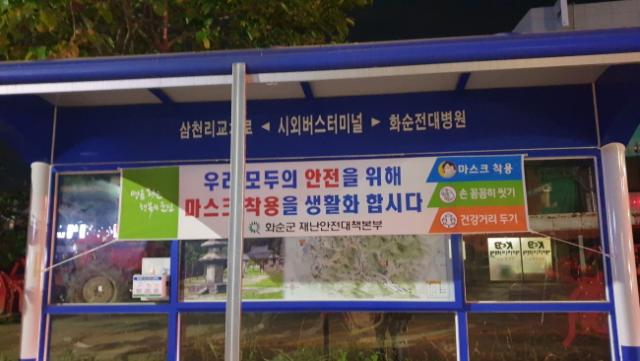 삼천리교차로 ◀ 시외버스터미널 ▶ 화순전대병원
우리 모두의 안전을 위해
마스크 착용을 생활화 합시다
화순군 재난안전대책본부
마스크 착용
손 꼼꼼히 씻기
건강거리 두기